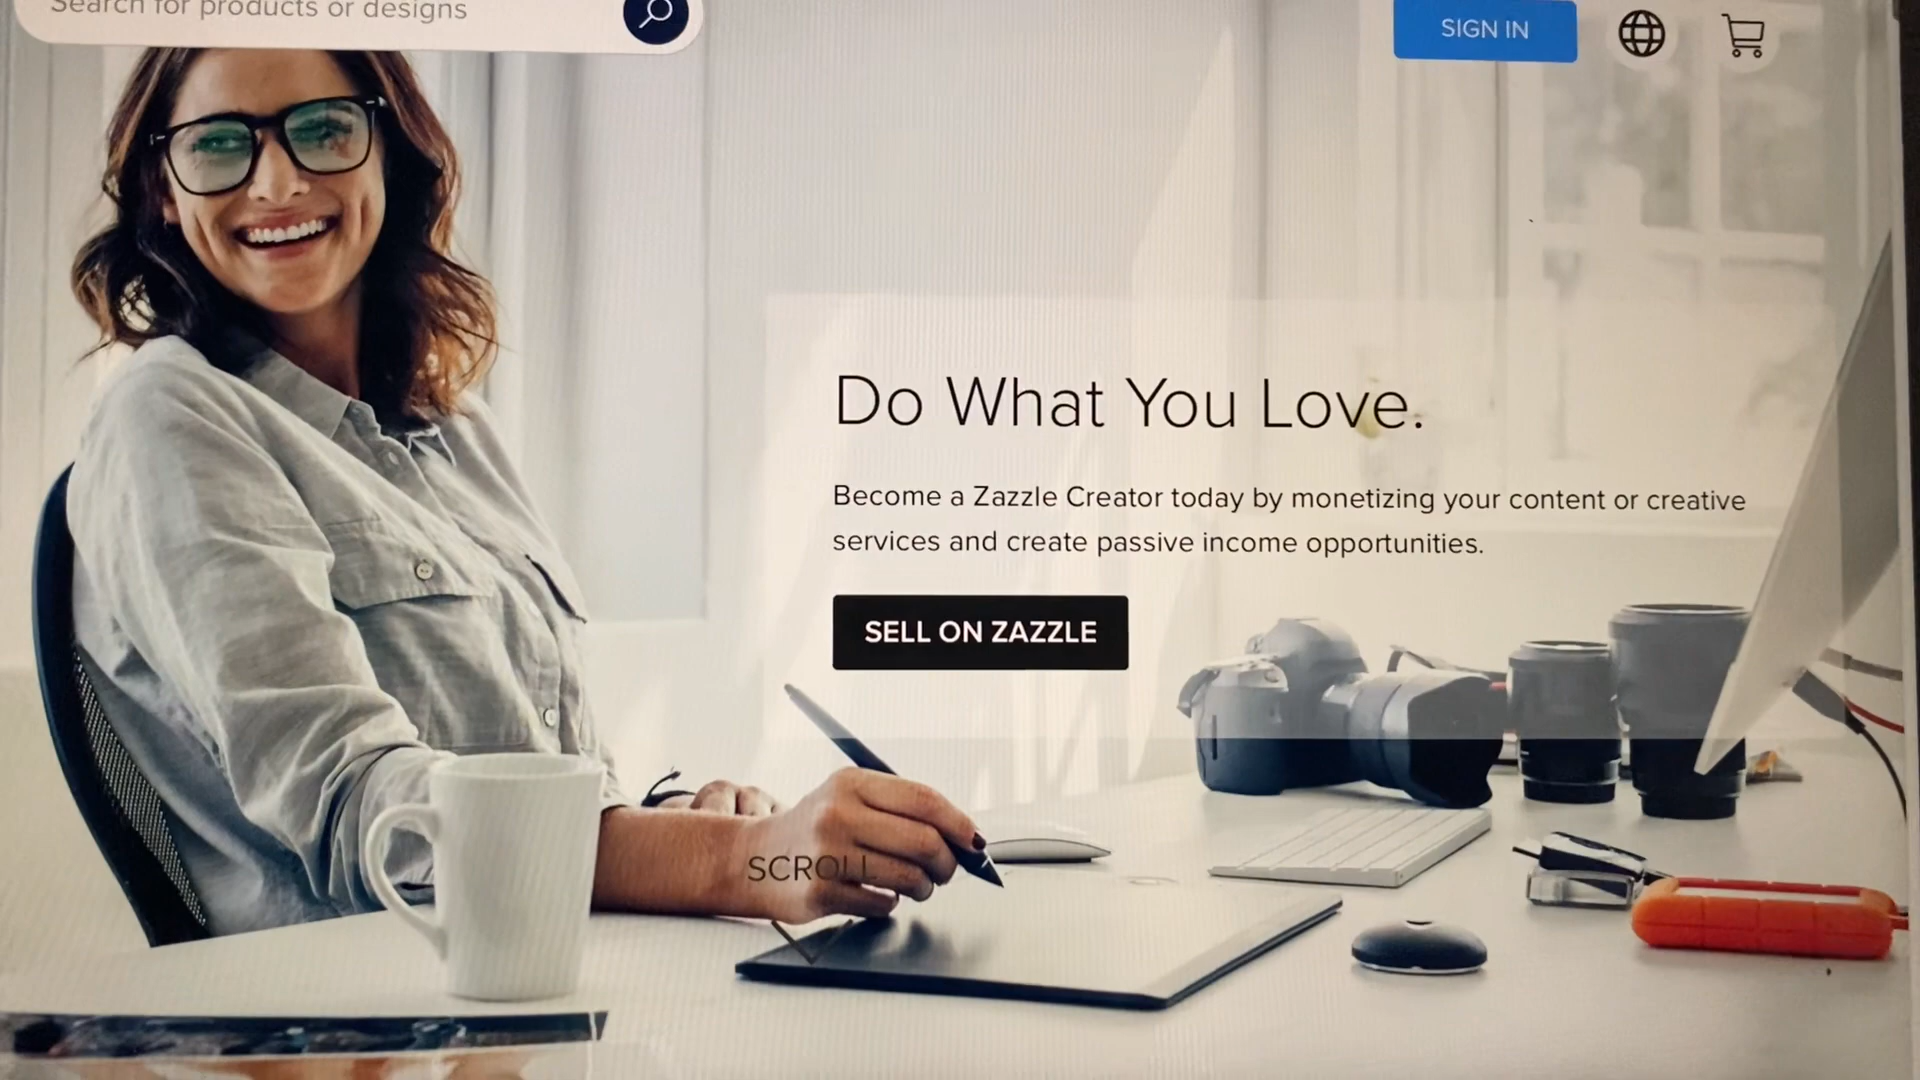 Search for products or designs
SIGN IN
Do What You Love.
Become a Zazzle Creator today by monetizing your content or creative
services and create passive income opportunities.
SELL ON ZAZZLE
SCROLL